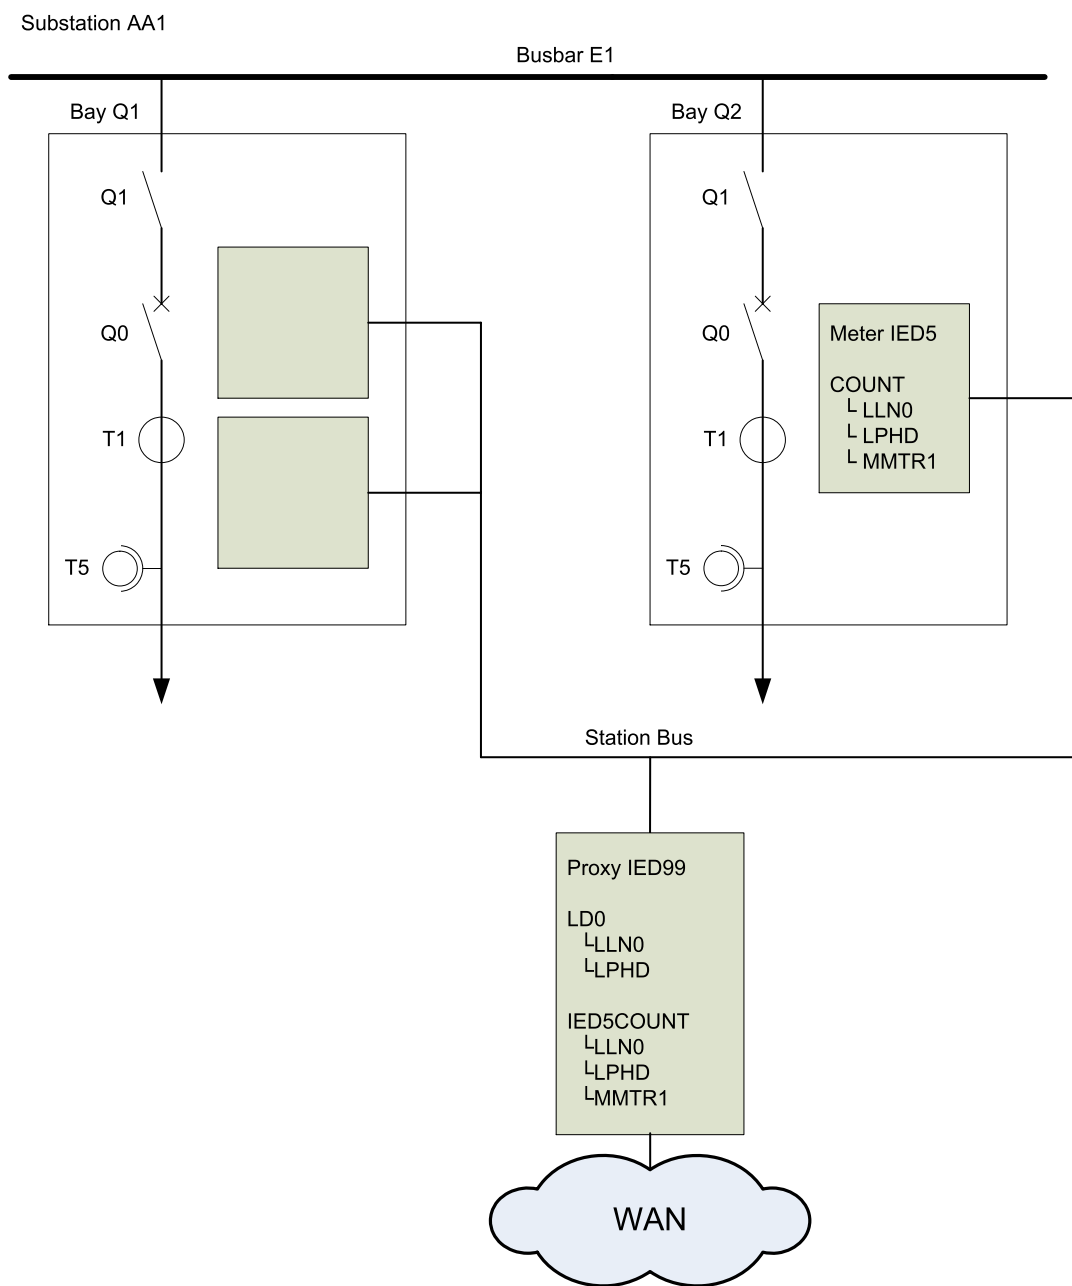 Substation AA1
Busbar E1
Bay Q1
Q1
Q0
T1
T5
Bay Q2
Q1
Q0
T1
T5
Meter IED5
COUNT
└ LLN0
└ LPHD
└ MMTR1
Station Bus
Proxy IED99
LD0
└LLN0
└LPHD
IED5COUNT
└LLN0
└LPHD
└MMTR1
WAN